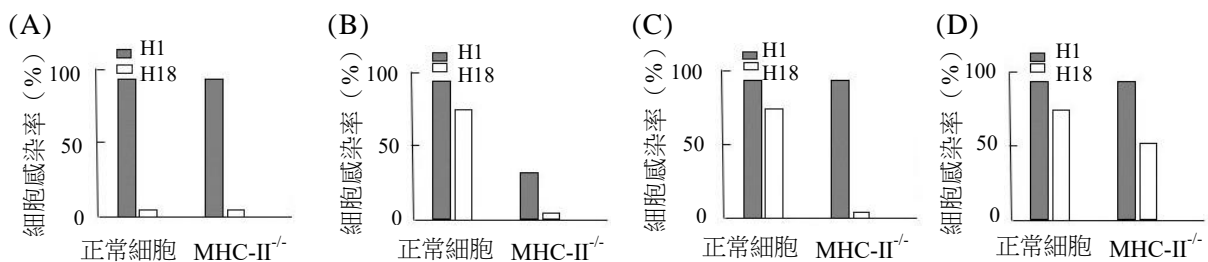 (A)
H1
H18
細胞感染率（%）
100
50
0
正常細胞 MHC-II-/-
(B)
H1
H18
細胞感染率（%）
100
50
0
正常細胞 MHC-II-/-
(C)
H1
H18
細胞感染率（%）
100
50
0
正常細胞 MHC-II-/-
(D)
H1
H18
細胞感染率（%）
100
50
0
正常細胞 MHC-II-/-